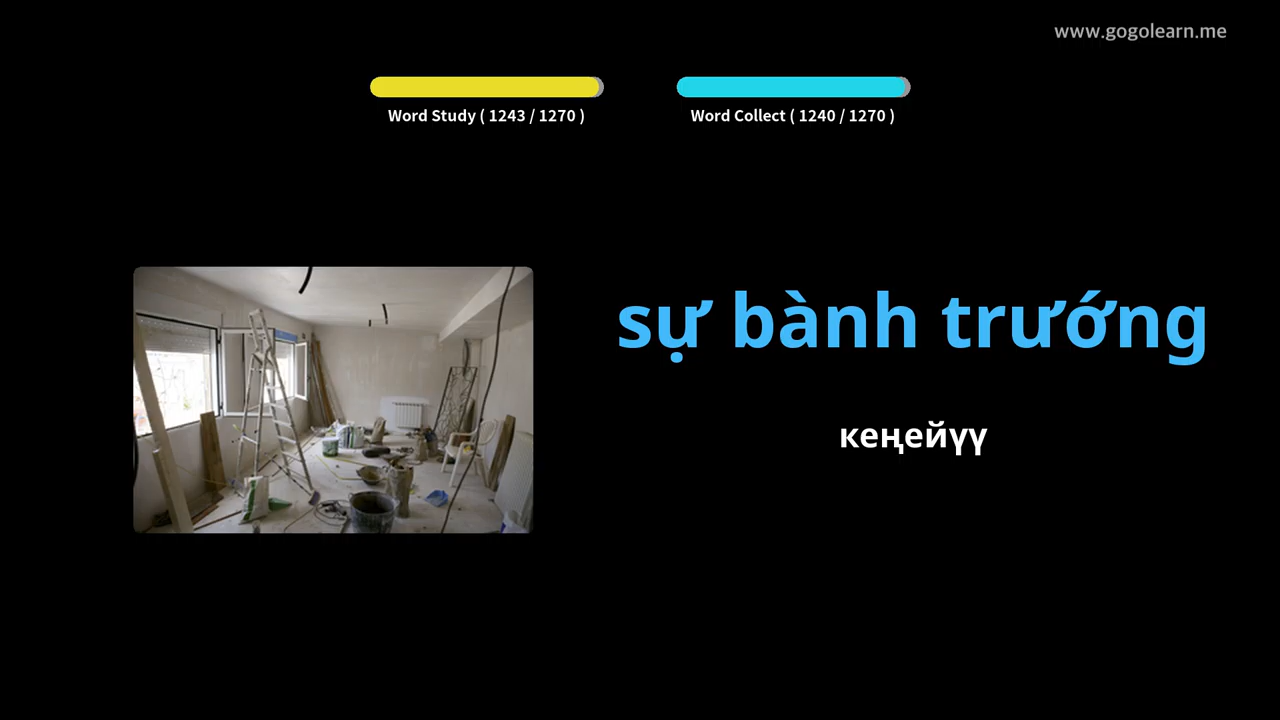 www.gogolearn.me
Word Study ( 1243 / 1270 )
Word Collect ( 1240 / 1270 )
sự bành trướng
кеңейүү